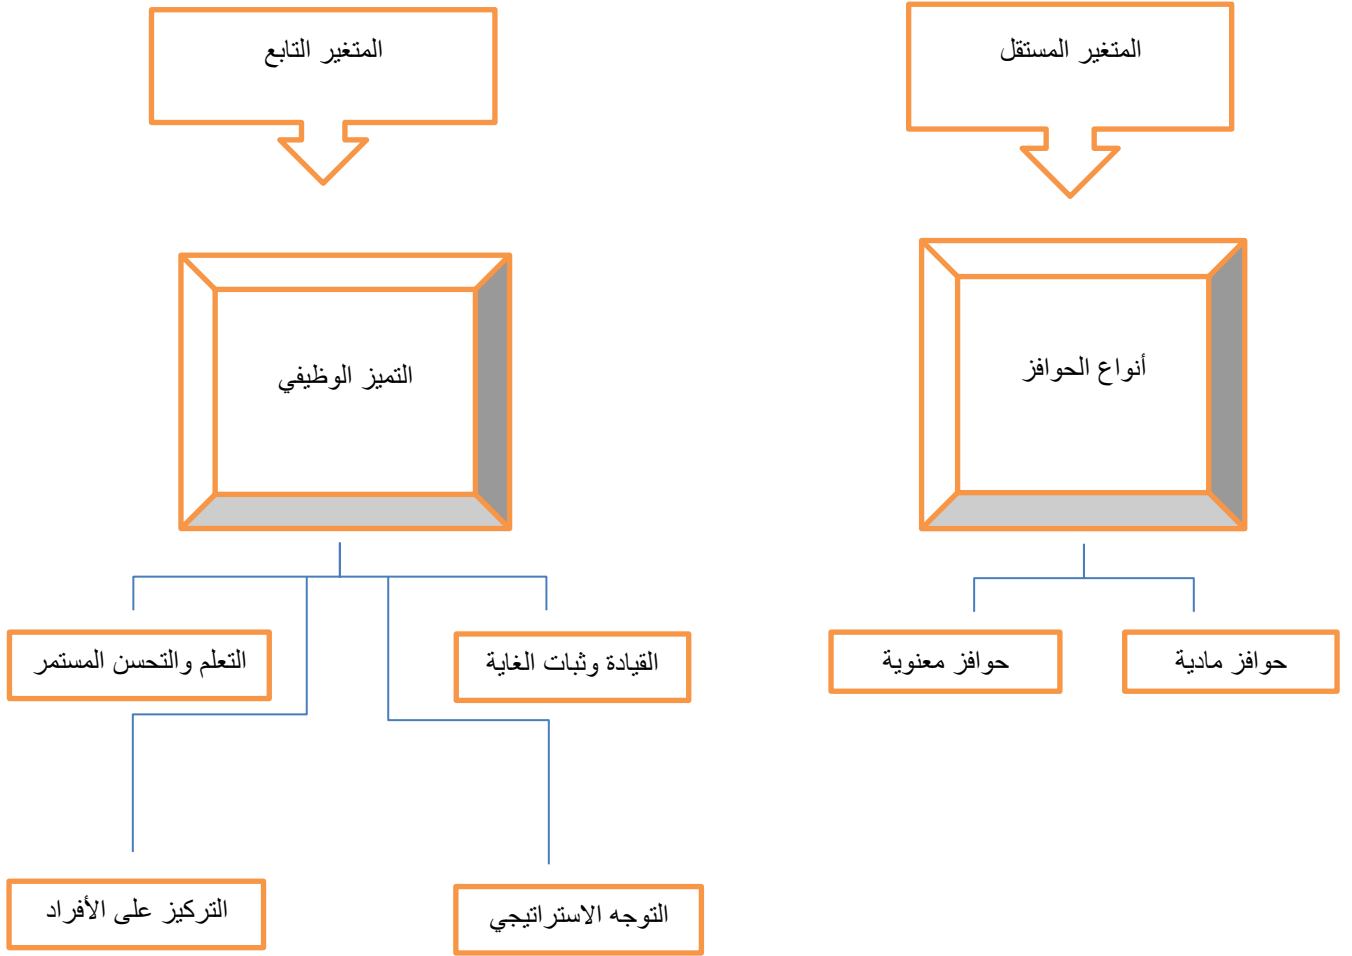 المتغير المستقل
المتغير التابع
أنواع الحوافز
التميز الوظيفي
حوافز مادية
حوافز معنوية
القيادة وثبات الغاية
التعلم والتحسن المستمر
التوجه الاستراتيجي
التركيز على الأفراد